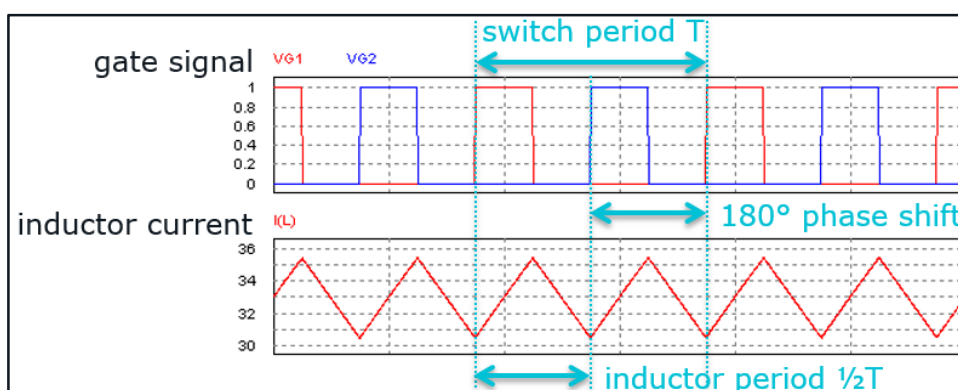 switch period T
gate signal
VG1 VG2
1
0.8
0.6
0.4
0.2
0
180° phase shift
inductor current
I(L)
36
34
32
30
inductor period ½T